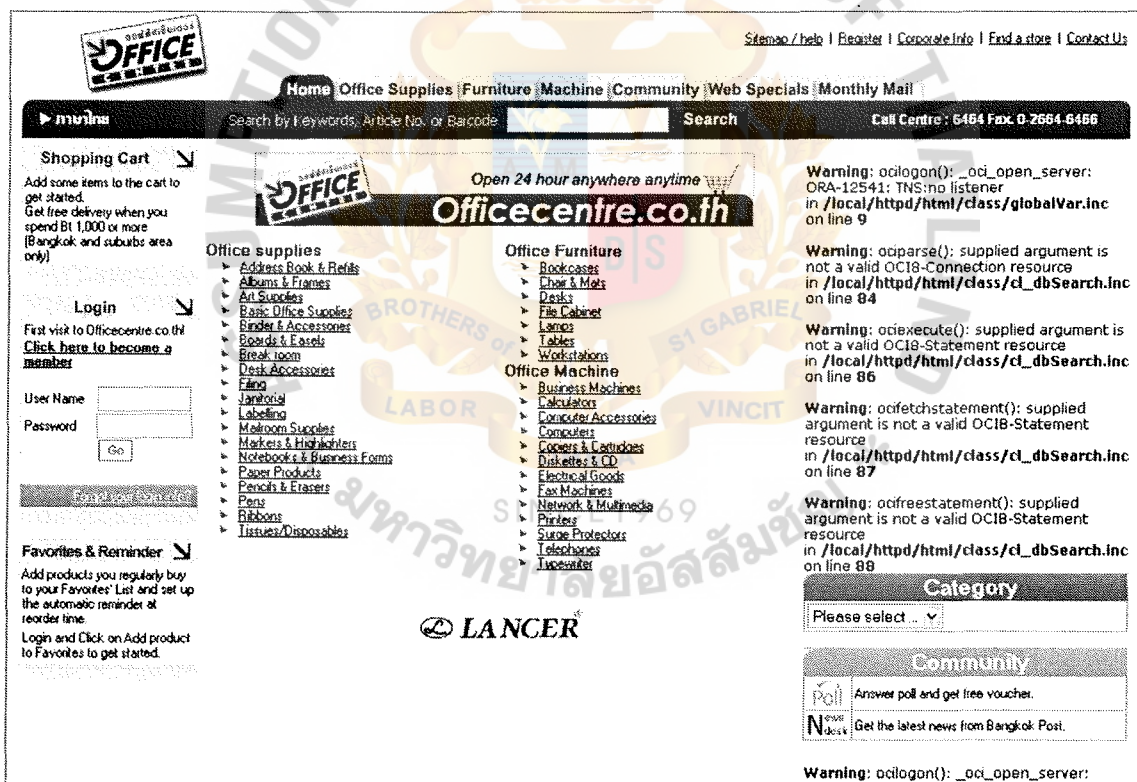 OFFICE
CENTRE
Sitemap / help | Register | Corporate Info | Find a store | Contact Us
Home Office Supplies Furniture Machine Community Web Specials Monthly Mail
ภาษาไทย
Search by Keywords, Article No. or Barcode
Search
Call Centre : 6464 Fax. 0-2664-6466
Shopping Cart
Add some items to the cart to
get started.
Get free delivery when you
spend Bt 1,000 or more
(Bangkok and suburbs area
only)
Login
First visit to Officecentre.co.th!
Click here to become a
member
User Name
Password
Go
Favorites & Reminder
Add products you regularly buy
to your Favorites' List and set up
the automatic reminder at
reorder time.
Login and Click on Add product
to Favorites to get started.
OFFICE
Open 24 hour anywhere anytime
Officecentre.co.th
Office supplies
Address Book & Refills
Albums & Frames
Art Supplies
Basic Office Supplies
Binder & Accessories
Boards & Easels
Break room
Desk Accessories
Filing
Janitorial
Labelling
Mailroom Supplies
Markers & Highlighters
Notebooks & Business Forms
Paper Products
Pencils & Erasers
Pens
Ribbons
Tissues/Disposables
Office Furniture
Bookcases
Chair & Mats
Desks
File Cabinet
Lamps
Tables
Workstations
Office Machine
Business Machines
Calculators
Computer Accessories
Computers
Copiers & Cartridges
Diskettes & CD
Electrical Goods
Fax Machines
Network & Multimedia
Printers
Surge Protectors
Telephones
Typewriter
LANCER
Warning: ocilogon(): _oci_open_server:
ORA-12541: TNS:no listener
in /local/httpd/html/class/globalVar.inc
on line 9
Warning: ociparse(): supplied argument is
not a valid OCI8-Connection resource
in /local/httpd/html/class/cl_dbSearch.inc
on line 84
Warning: ociexecute(): supplied argument is
not a valid OCI8-Statement resource
in /local/httpd/html/class/cl_dbSearch.inc
on line 86
Warning: ocifetchstatement(): supplied
argument is not a valid OCI8-Statement
resource
in /local/httpd/html/class/cl_dbSearch.inc
on line 87
Warning: ocifreestatement(): supplied
argument is not a valid OCI8-Statement
resource
in /local/httpd/html/class/cl_dbSearch.inc
on line 88
Category
Please select ...
Community
Poll Answer poll and get free voucher.
News desk Get the latest news from Bangkok Post.
Warning: ocilogon(): _oci_open_server:
BROTHERS OF ST GABRIEL
D S
LABOR VINCIT
1969